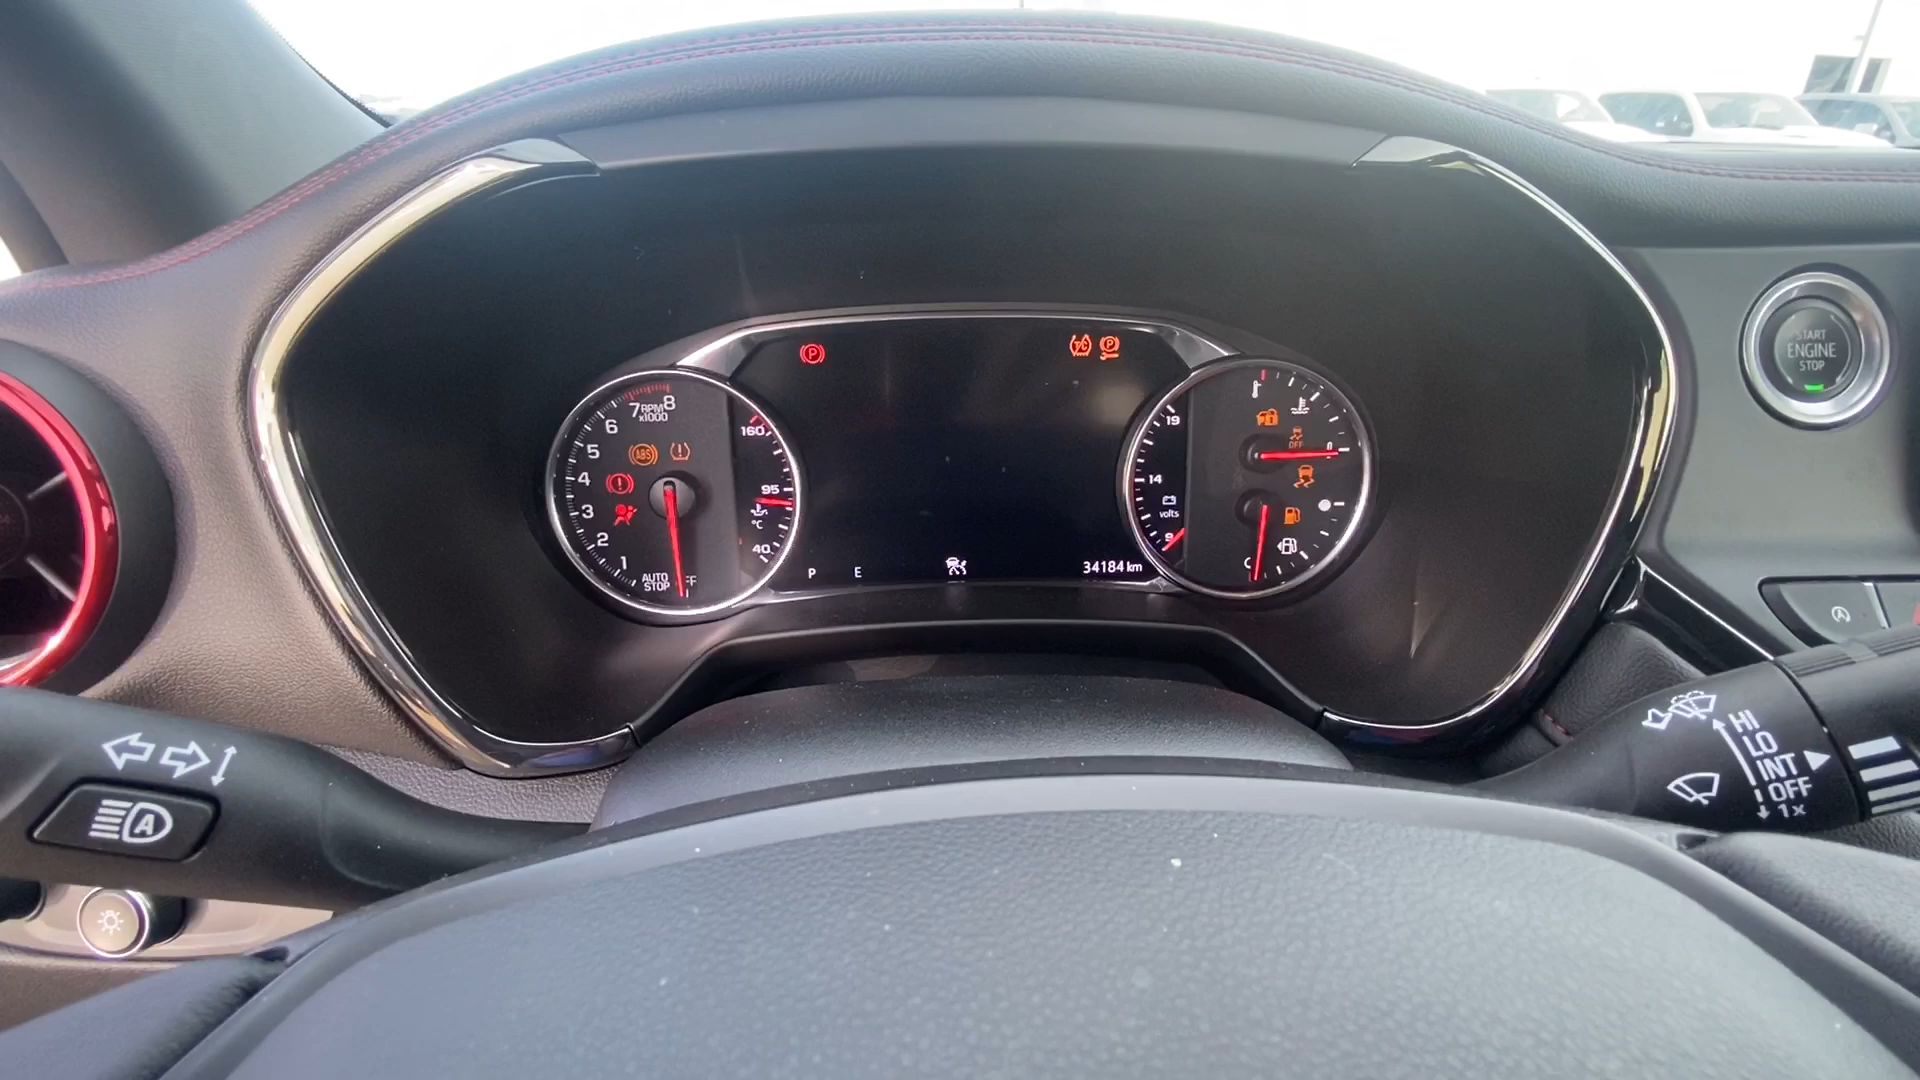 START
ENGINE
STOP
8
7
RPM
x1000
6
5
4
3
2
1
AUTO
STOP
ABS
!
!
160
95
°C
40
P
P
P
E
34184 km
19
14
volts
9
OFF
C
A
HI
LO
INT
OFF
1x
A